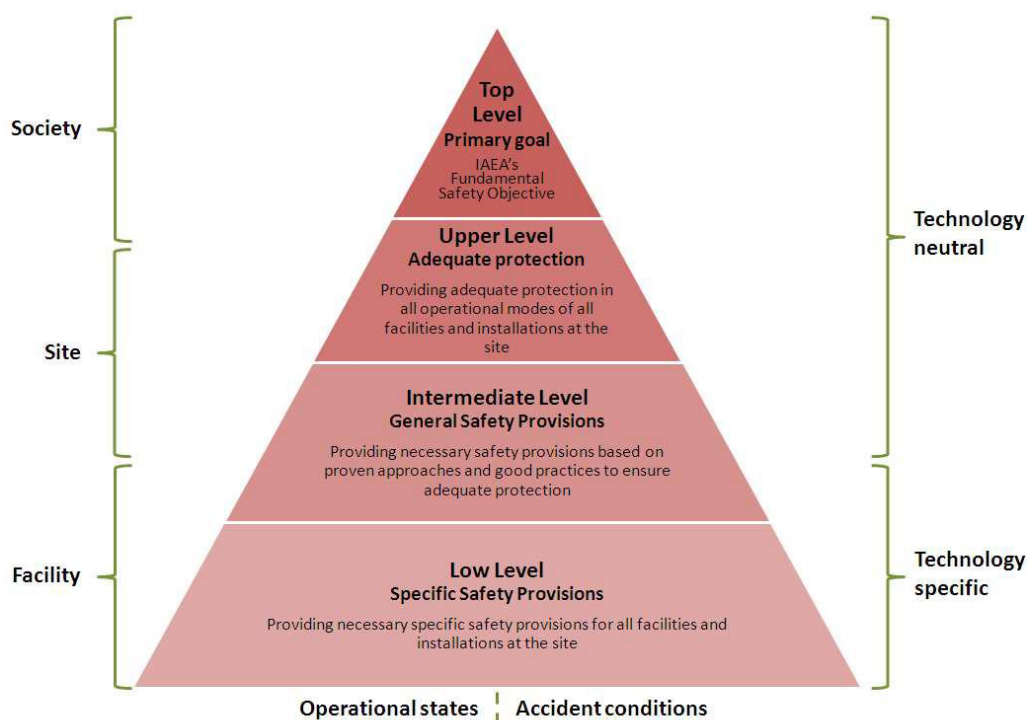 Top
Level
Primary goal
IAEA's
Fundamental
Safety Objective
Society
Technology
neutral
Upper Level
Adequate protection
Providing adequate protection in
all operational modes of all
facilities and installations at the
site
Site
Intermediate Level
General Safety Provisions
Providing necessary safety provisions based on
proven approaches and good practices to ensure
adequate protection
Facility
Technology
specific
Low Level
Specific Safety Provisions
Providing necessary specific safety provisions for all facilities and
installations at the site
Operational states
Accident conditions